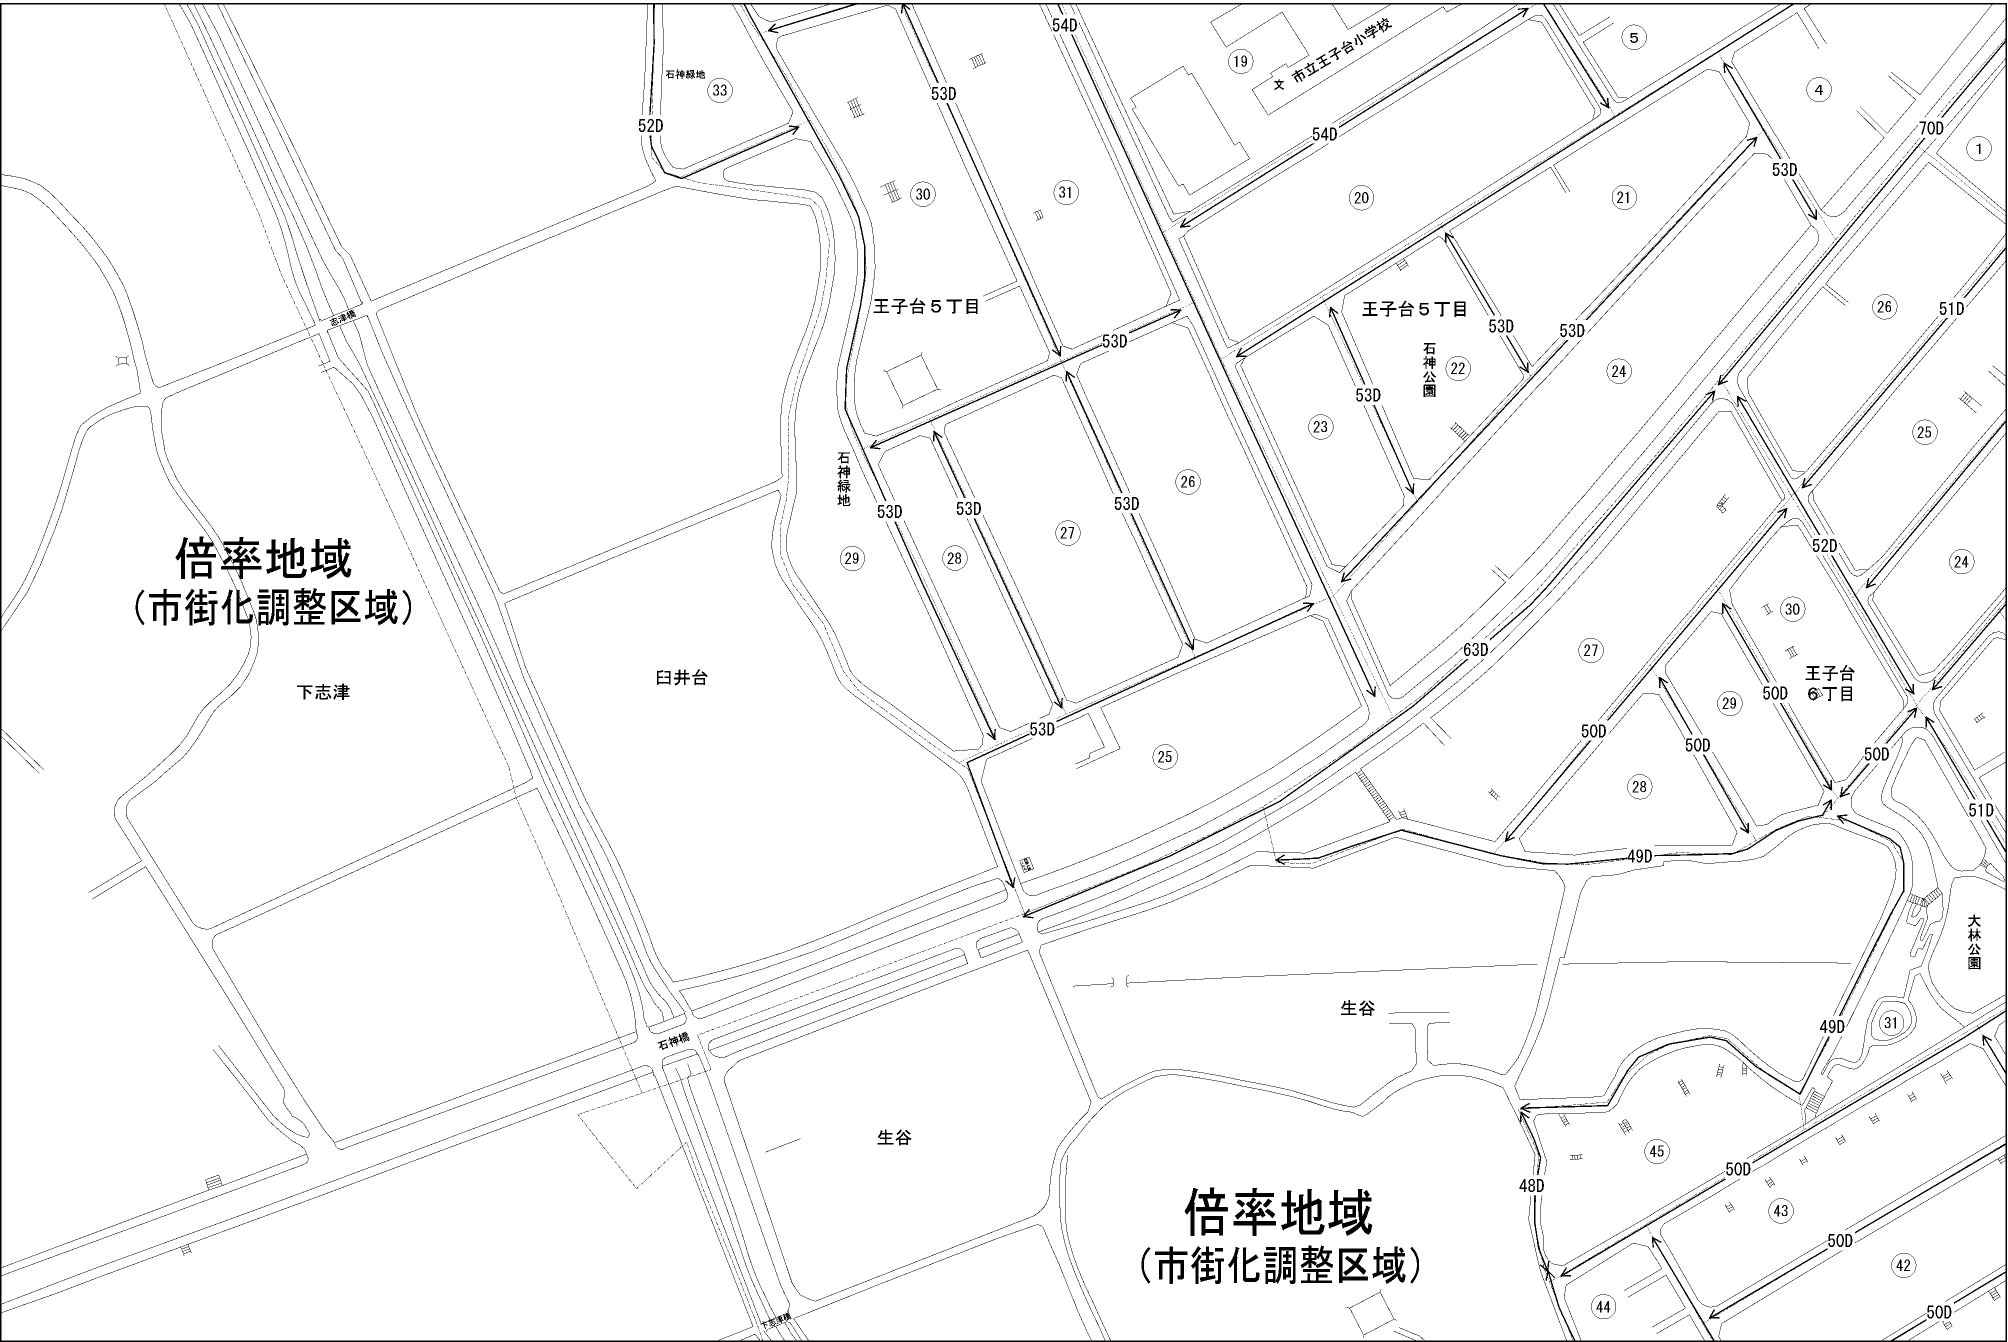 54D
19
市立王子台小学校
文
5
石神緑地
33
4
53D
52D
70D
54D
1
53D
30
31
20
21
王子台５丁目
王子台５丁目
26
51D
志津橋
53D
53D
53D
石神公園
22
24
53D
23
25
石神緑地
26
53D
53D
53D
27
倍率地域
（市街化調整区域）
29
28
52D
24
30
63D
27
臼井台
下志津
王子台
６丁目
50D
29
50D
53D
50D
25
50D
28
51D
49D
大林公園
生谷
31
49D
石神橋
生谷
45
50D
48D
倍率地域
（市街化調整区域）
43
50D
42
44
50D
下志津橋